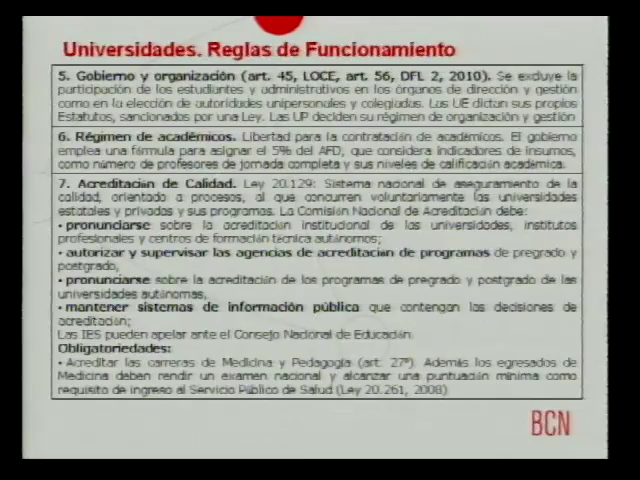 Universidades. Reglas de Funcionamiento
5. Gobierno y organización (art. 45, LOCE, art. 56, DFL 2, 2010). Se excluye la
participación de los estudiantes y administrativos en los órganos de dirección y gestión
como en la elección de autoridades unipersonales y colegiadas. Las UE dictan sus propios
Estatutos, sancionados por una Ley. Las UP deciden su régimen de organización y gestión
6. Régimen de académicos. Libertad para la contratación de académicos. El gobierno
emplea una fórmula para asignar el 5% del AFD, que considera indicadores de insumos,
como número de profesores de jornada completa y sus niveles de calificación académica.
7. Acreditación de Calidad. Ley 20.129: Sistema nacional de aseguramiento de la
calidad, orientado a procesos, al que concurren voluntariamente las universidades
estatales y privadas y sus programas. La Comisión Nacional de Acreditación debe:
• pronunciarse sobre la acreditación institucional de las universidades, institutos
profesionales y centros de formación técnica autónomos;
• autorizar y supervisar las agencias de acreditación de programas de pregrado y
postgrado,
• pronunciarse sobre la acreditación de los programas de pregrado y postgrado de las
universidades autónomas,
• mantener sistemas de información pública que contengan las decisiones de
acreditación;
Las IES pueden apelar ante el Consejo Nacional de Educación.
Obligatoriedades:
• Acreditar las carreras de Medicina y Pedagogía (art. 27º). Además los egresados de
Medicina deben rendir un examen nacional y alcanzar una puntuación mínima como
requisito de ingreso al Servicio Público de Salud (Ley 20.261, 2008)
BCN